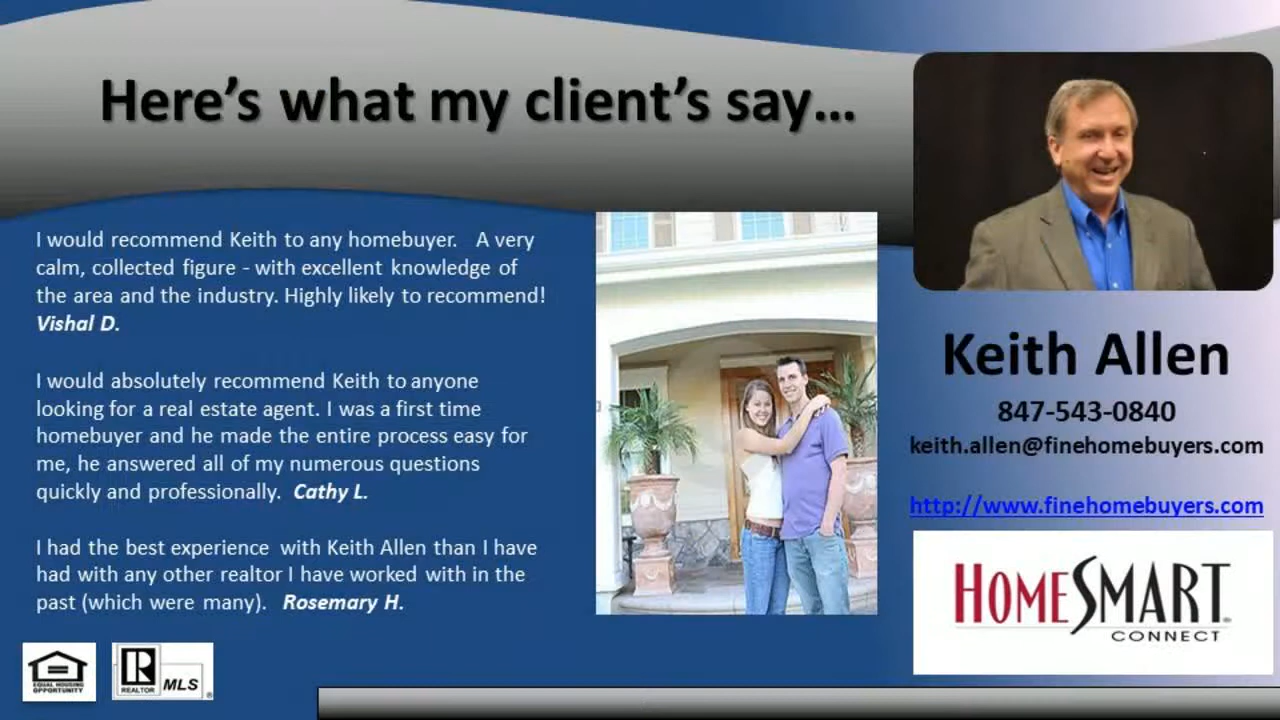 Here's what my client's say...
I would recommend Keith to any homebuyer. A very
calm, collected figure - with excellent knowledge of
the area and the industry. Highly likely to recommend!
Vishal D.
I would absolutely recommend Keith to anyone
looking for a real estate agent. I was a first time
homebuyer and he made the entire process easy for
me, he answered all of my numerous questions
quickly and professionally. Cathy L.
I had the best experience with Keith Allen than I have
had with any other realtor I have worked with in the
past (which were many). Rosemary H.
Keith Allen
847-543-0840
keith.allen@finehomebuyers.com
http://www.finehomebuyers.com
HOMESMART
CONNECT
EQUAL HOUSING
OPPORTUNITY
R
REALTOR
MLS
®